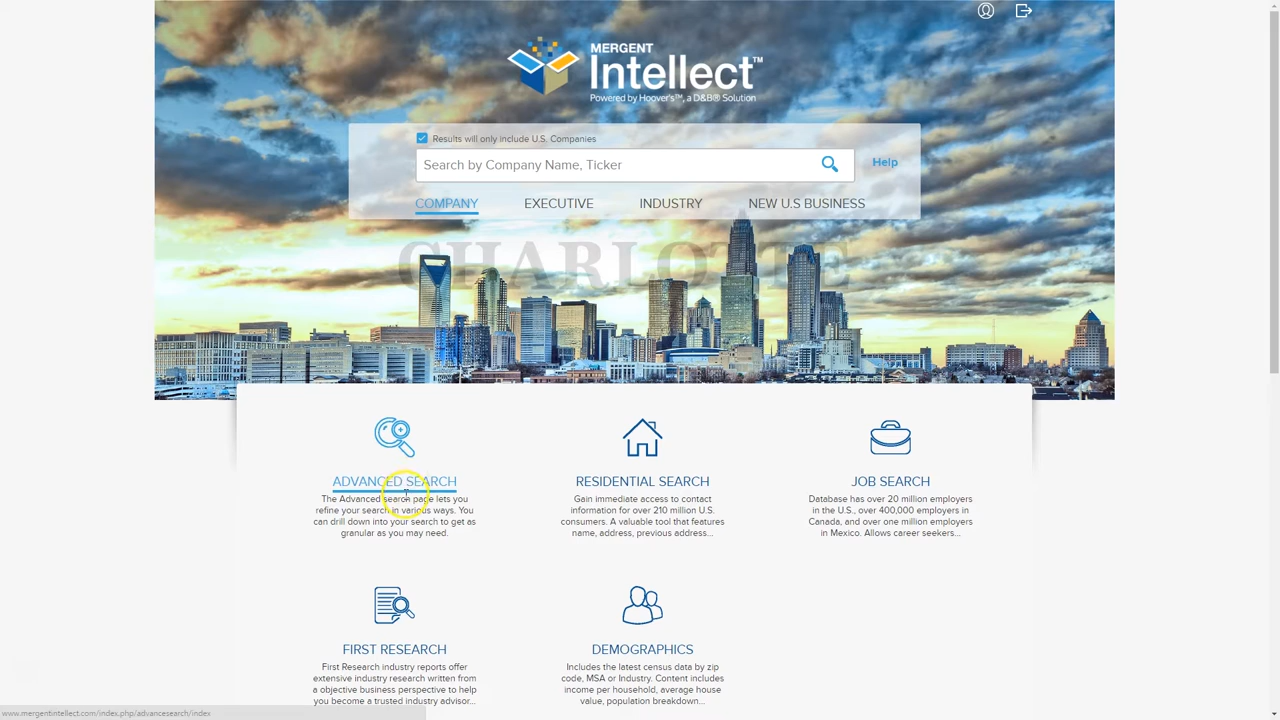 MERGENT
Intellect™
Powered by Hoover's™, a D&B® Solution
Results will only include U.S. Companies
Search by Company Name, Ticker
Help
COMPANY
EXECUTIVE
INDUSTRY
NEW U.S BUSINESS
CHARLOTTE
ADVANCED SEARCH
The Advanced search page lets you
refine your search in various ways. You
can drill down into your search to get as
granular as you may need.
RESIDENTIAL SEARCH
Gain immediate access to contact
information for over 210 million U.S.
consumers. A valuable tool that features
name, address, previous address...
JOB SEARCH
Database has over 20 million employers
in the U.S., over 400,000 employers in
Canada, and over one million employers
in Mexico. Allows career seekers...
FIRST RESEARCH
First Research industry reports offer
extensive industry research written from
a objective business perspective to help
you become a trusted industry advisor...
DEMOGRAPHICS
Includes the latest census data by zip
code, MSA or Industry. Content includes
income per household, average house
value, population breakdown...
www.mergentintellect.com/index.php/advancesearch/index